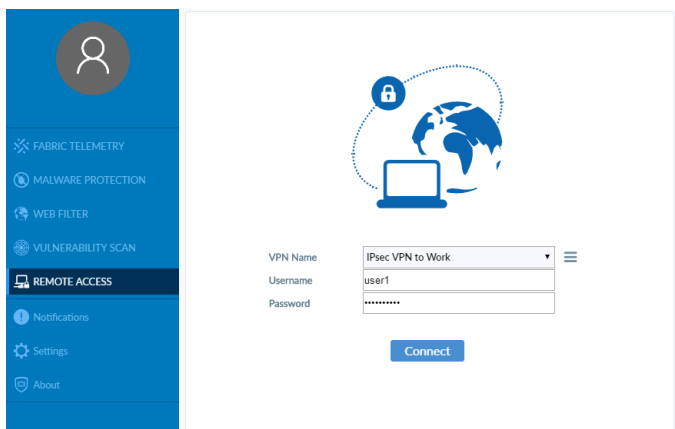 FABRIC TELEMETRY
MALWARE PROTECTION
WEB FILTER
VULNERABILITY SCAN
REMOTE ACCESS
Notifications
Settings
About
VPN Name
IPsec VPN to Work
Username
user1
Password
••••••••••
Connect